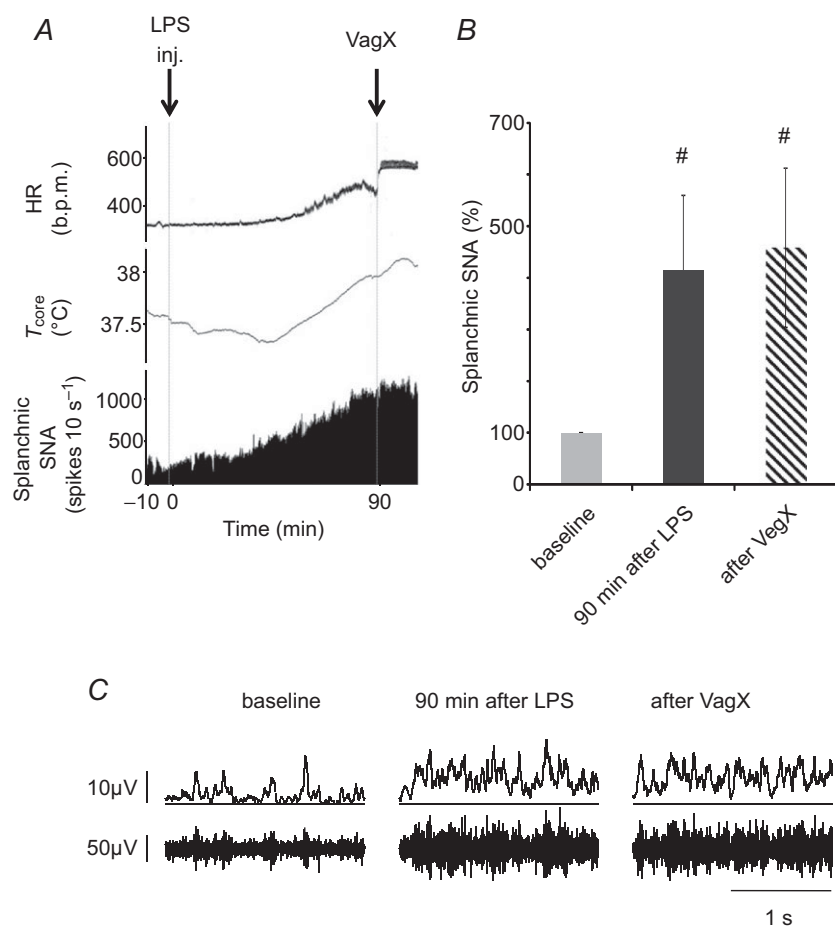 A
LPS
inj.
VagX
HR
(b.p.m.)
600
400
T core
(°C)
38
37.5
Splanchnic
SNA
(spikes 10 s⁻¹)
1000
500
0
–10 0
90
Time (min)
B
Splanchnic SNA (%)
700
500
100
0
#
#
baseline
90 min after LPS
after VegX
C
baseline
90 min after LPS
after VagX
10µV
50µV
1 s